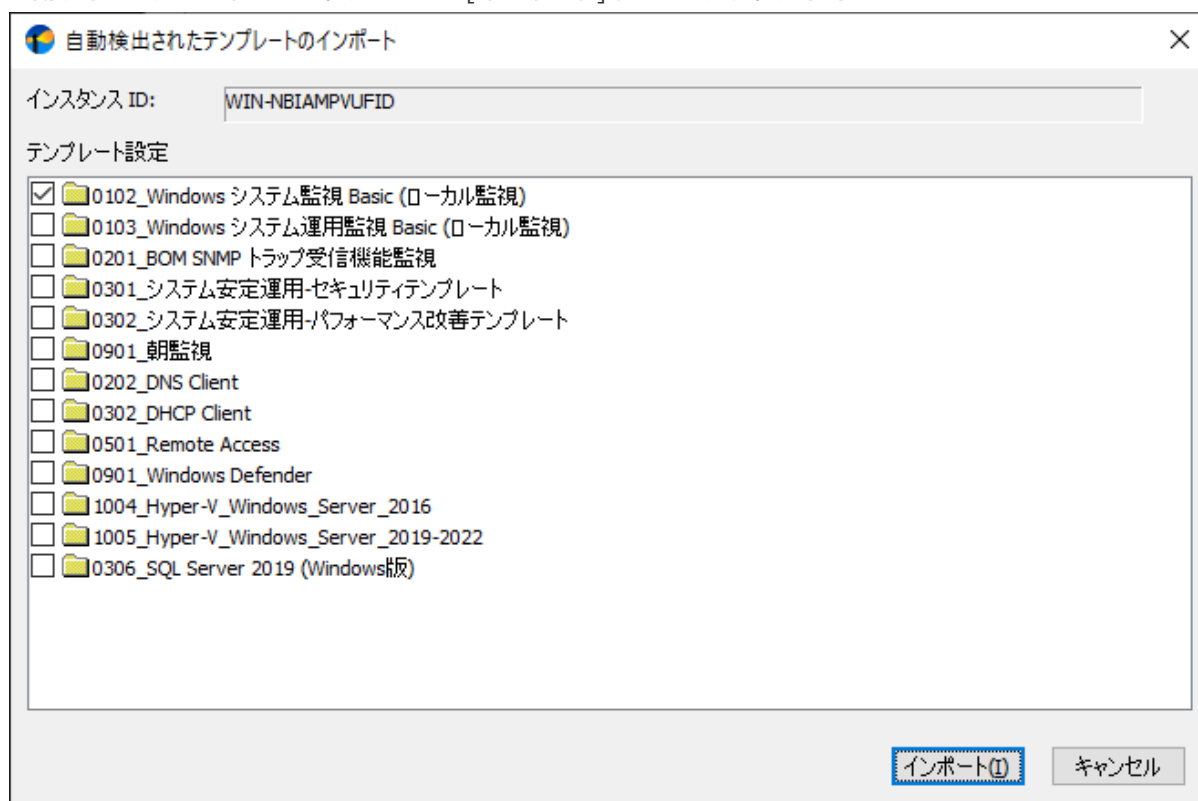 自動検出されたテンプレートのインポート
インスタンス ID: WIN-NBIAMPVUFID
テンプレート設定
0102_Windows システム監視 Basic (ローカル監視)
0103_Windows システム運用監視 Basic (ローカル監視)
0201_BOM SNMP トラップ受信機能監視
0301_システム安定運用-セキュリティテンプレート
0302_システム安定運用-パフォーマンス改善テンプレート
0901_朝監視
0202_DNS Client
0302_DHCP Client
0501_Remote Access
0901_Windows Defender
1004_Hyper-V_Windows_Server_2016
1005_Hyper-V_Windows_Server_2019-2022
0306_SQL Server 2019 (Windows版)
インポート(I) キャンセル